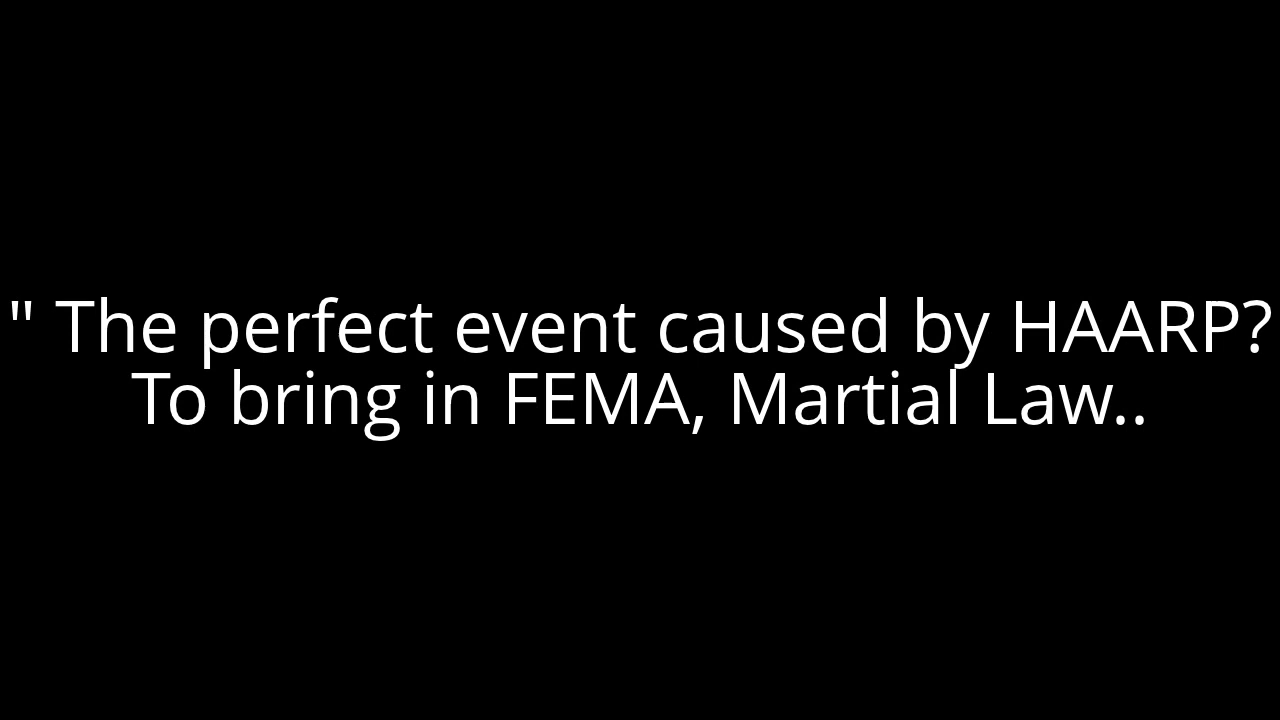 " The perfect event caused by HAARP?
To bring in FEMA, Martial Law..